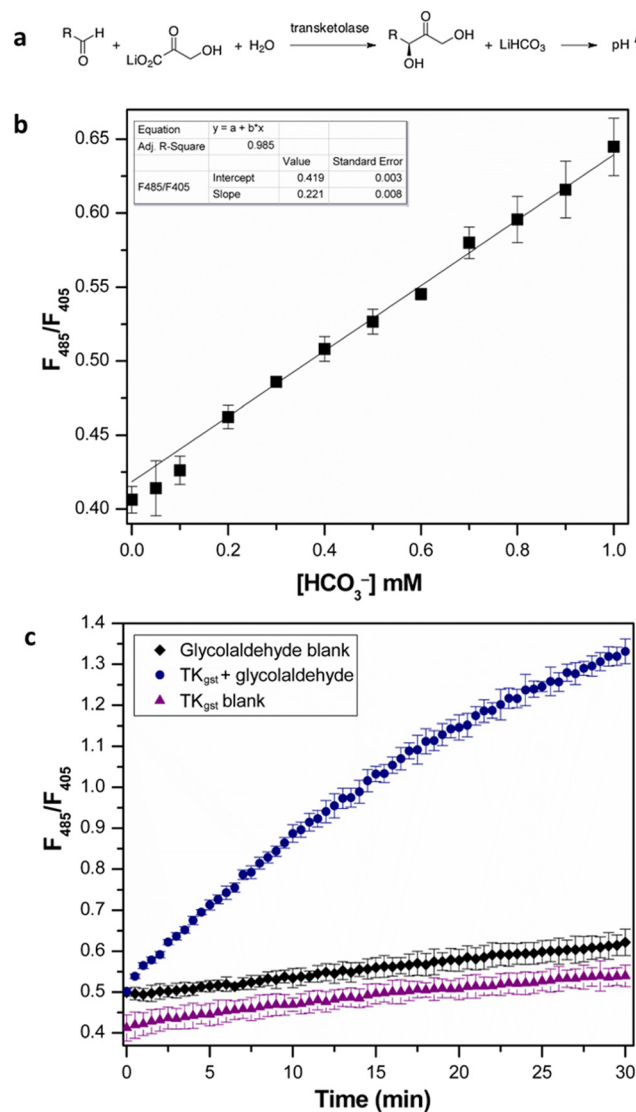 a
R
H
O
+
LiO₂C
O
OH
+ H₂O
transketolase
R
O
OH
OH
+ LiHCO₃
pH
b
Equation y = a + b*x
Adj. R-Square 0.985
Value Standard Error
F485/F405 Intercept 0.419 0.003
Slope 0.221 0.008
0.65
0.60
0.55
0.50
0.45
0.40
F₄₈₅/F₄₀₅
0.0 0.2 0.4 0.6 0.8 1.0
[HCO₃⁻] mM
c
Glycolaldehyde blank
TKgst + glycolaldehyde
TKgst blank
1.4
1.3
1.2
1.1
1.0
0.9
0.8
0.7
0.6
0.5
0.4
F₄₈₅/F₄₀₅
0 5 10 15 20 25 30
Time (min)